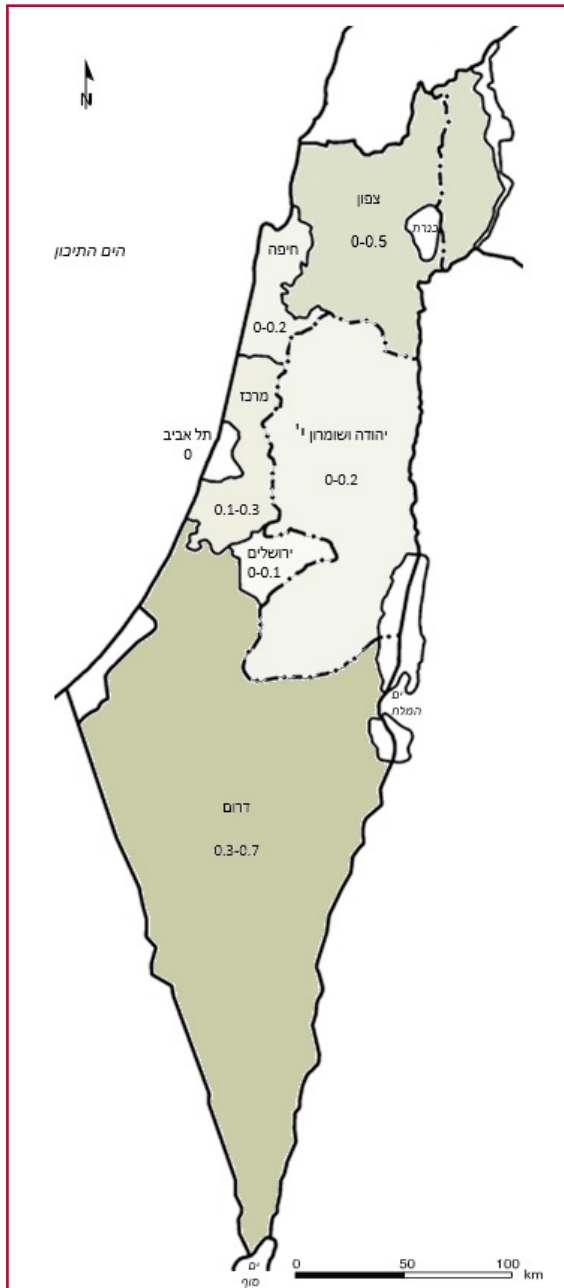 N
צפון
כנרת
0-0.5
חיפה
הים התיכון
0-0.2
מרכז
תל אביב
0
יהודה ושומרון י'
0-0.2
0.1-0.3
ירושלים
0-0.1
ים
המלח
דרום
0.3-0.7
ים
סוף
0 50 100
km